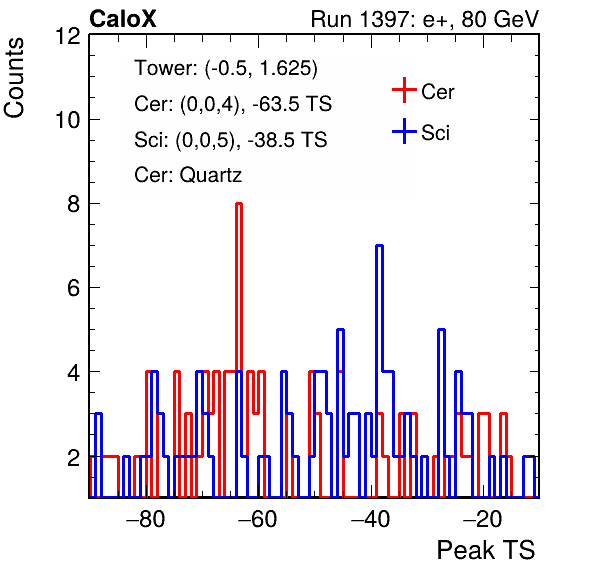 CaloX Run 1397: e+, 80 GeV
Counts
12
10
8
6
4
2
Tower: (-0.5, 1.625)
Cer: (0,0,4), -63.5 TS
Sci: (0,0,5), -38.5 TS
Cer: Quartz
Cer
Sci
−80 −60 −40 −20
Peak TS